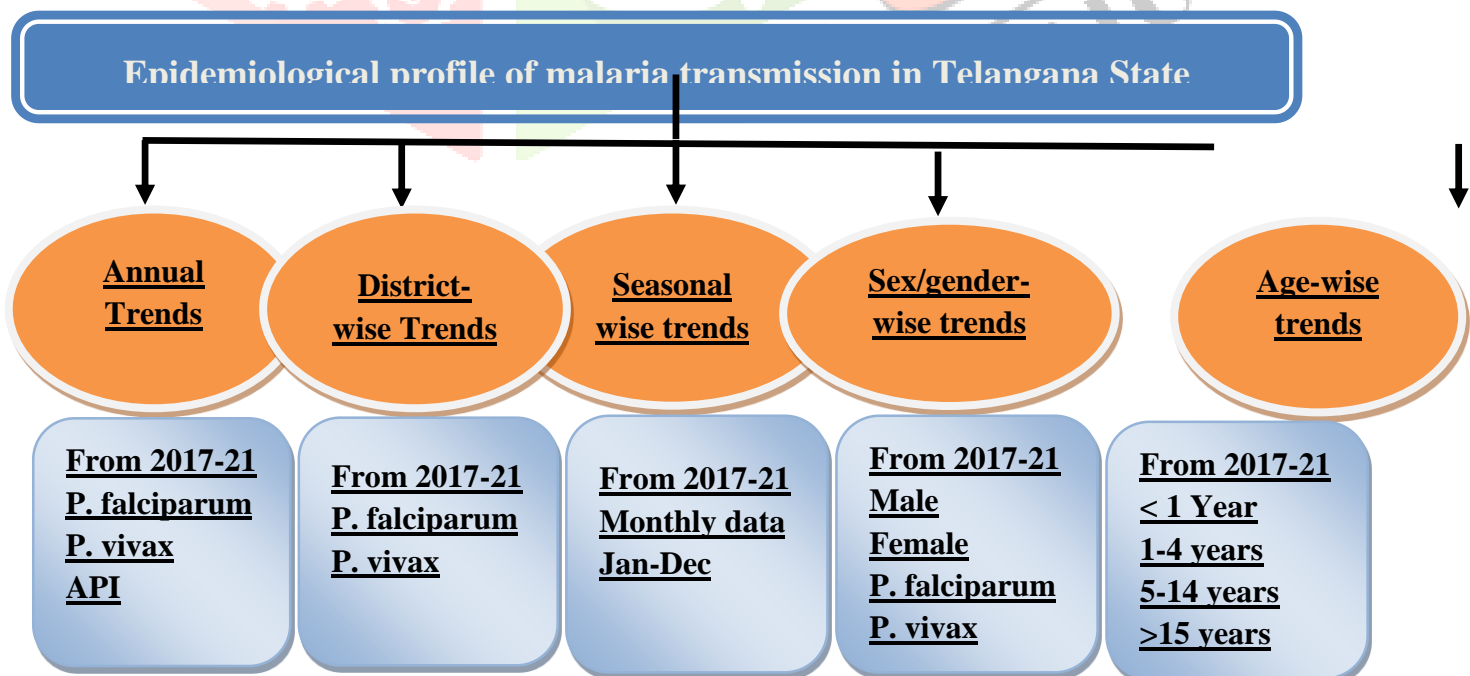 Epidemiological profile of malaria transmission in Telangana State
Annual
Trends
District-
wise Trends
Seasonal
wise trends
Sex/gender-
wise trends
Age-wise
trends
From 2017-21
P. falciparum
P. vivax
API
From 2017-21
P. falciparum
P. vivax
From 2017-21
Monthly data
Jan-Dec
From 2017-21
Male
Female
P. falciparum
P. vivax
From 2017-21
< 1 Year
1-4 years
5-14 years
>15 years